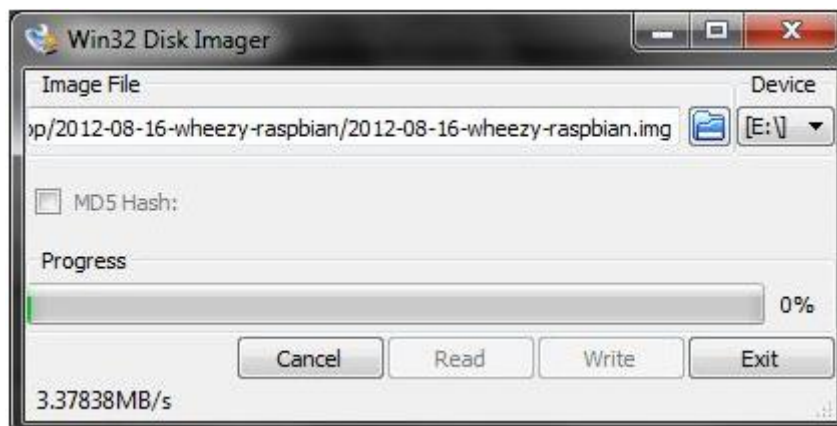 Win32 Disk Imager
Image File
Device
op/2012-08-16-wheezy-raspbian/2012-08-16-wheezy-raspbian.img
[E:\]
MD5 Hash:
Progress
0%
Cancel Read Write Exit
3.37838MB/s